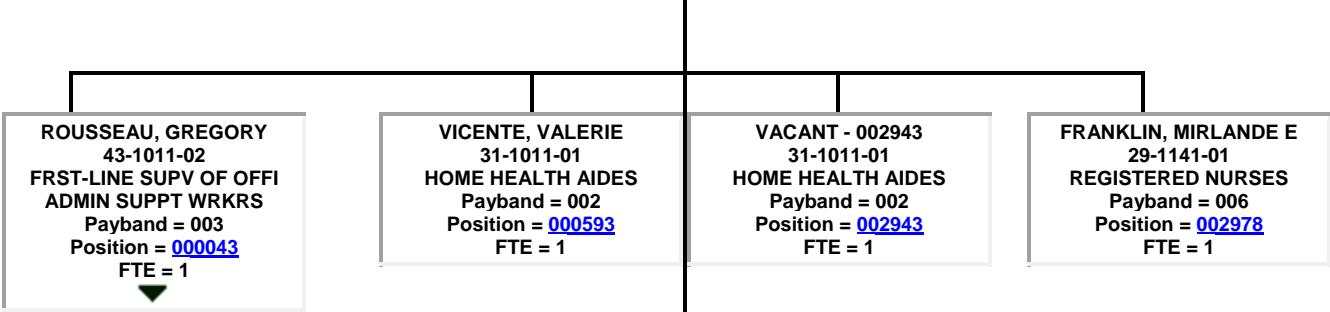 ROUSSEAU, GREGORY
43-1011-02
FRST-LINE SUPV OF OFFI
ADMIN SUPPT WRKRS
Payband = 003
Position = 000043
FTE = 1
VICENTE, VALERIE
31-1011-01
HOME HEALTH AIDES
Payband = 002
Position = 000593
FTE = 1
VACANT - 002943
31-1011-01
HOME HEALTH AIDES
Payband = 002
Position = 002943
FTE = 1
FRANKLIN, MIRLANDE E
29-1141-01
REGISTERED NURSES
Payband = 006
Position = 002978
FTE = 1